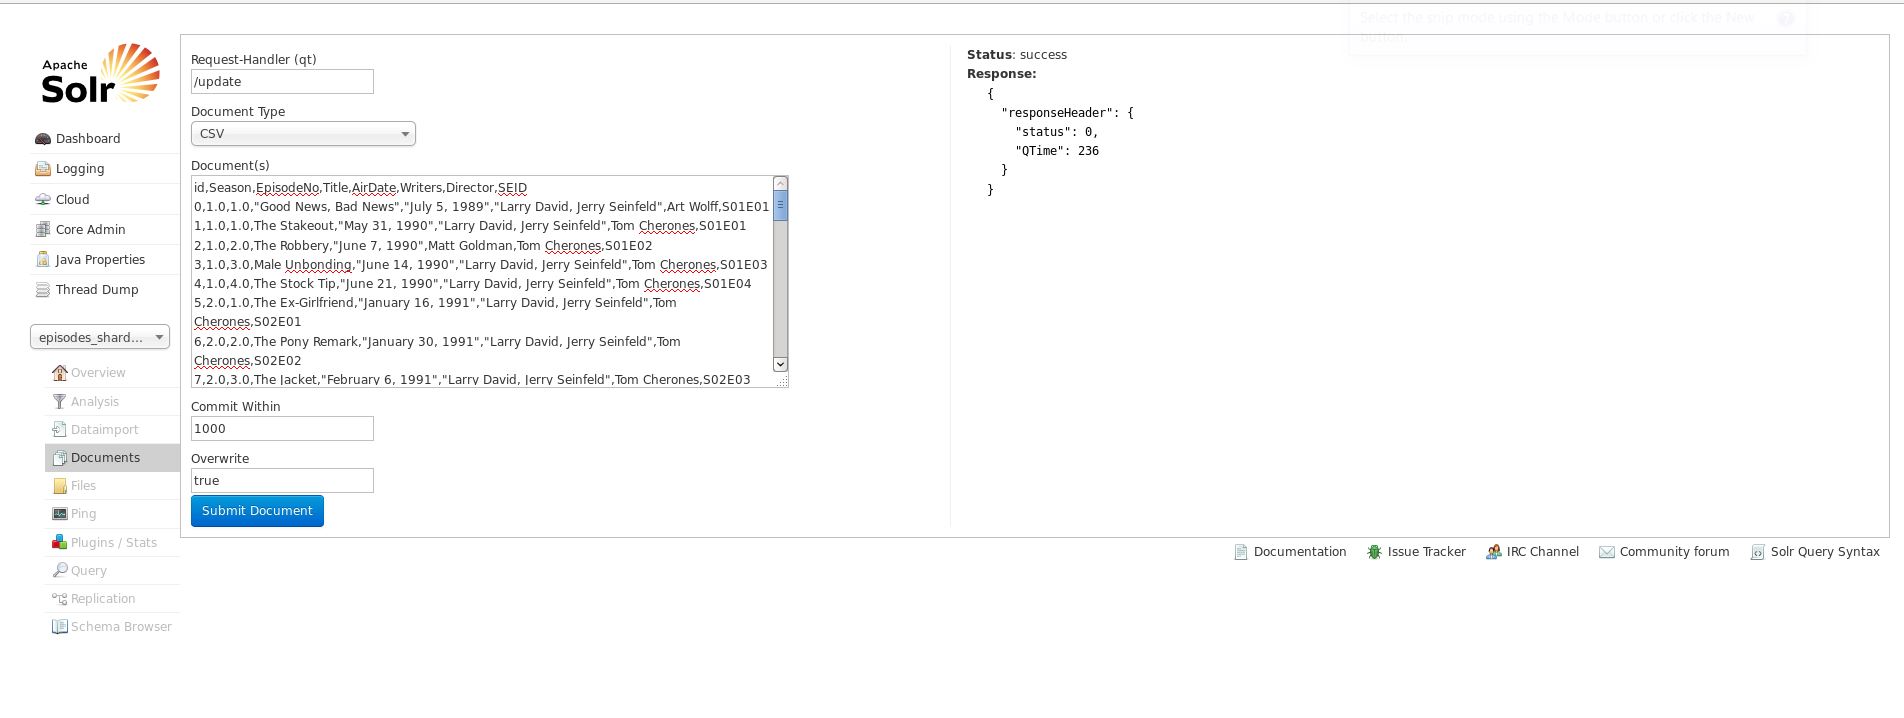 Select the snip mode using the Mode button or click the New
button.
Apache
Solr
Dashboard
Logging
Cloud
Core Admin
Java Properties
Thread Dump
episodes_shard...
Overview
Analysis
Dataimport
Documents
Files
Ping
Plugins / Stats
Query
Replication
Schema Browser
Request-Handler (qt)
/update
Document Type
CSV
Document(s)
id,Season,EpisodeNo,Title,AirDate,Writers,Director,SEID
0,1.0,1.0,"Good News, Bad News","July 5, 1989","Larry David, Jerry Seinfeld",Art Wolff,S01E01
1,1.0,1.0,The Stakeout,"May 31, 1990","Larry David, Jerry Seinfeld",Tom Cherones,S01E01
2,1.0,2.0,The Robbery,"June 7, 1990",Matt Goldman,Tom Cherones,S01E02
3,1.0,3.0,Male Unbonding,"June 14, 1990","Larry David, Jerry Seinfeld",Tom Cherones,S01E03
4,1.0,4.0,The Stock Tip,"June 21, 1990","Larry David, Jerry Seinfeld",Tom Cherones,S01E04
5,2.0,1.0,The Ex-Girlfriend,"January 16, 1991","Larry David, Jerry Seinfeld",Tom
Cherones,S02E01
6,2.0,2.0,The Pony Remark,"January 30, 1991","Larry David, Jerry Seinfeld",Tom
Cherones,S02E02
7,2.0,3.0,The Jacket,"February 6, 1991","Larry David, Jerry Seinfeld",Tom Cherones,S02E03
Commit Within
1000
Overwrite
true
Submit Document
Status: success
Response:
{
"responseHeader": {
"status": 0,
"QTime": 236
}
}
Documentation
Issue Tracker
IRC Channel
Community forum
Solr Query Syntax